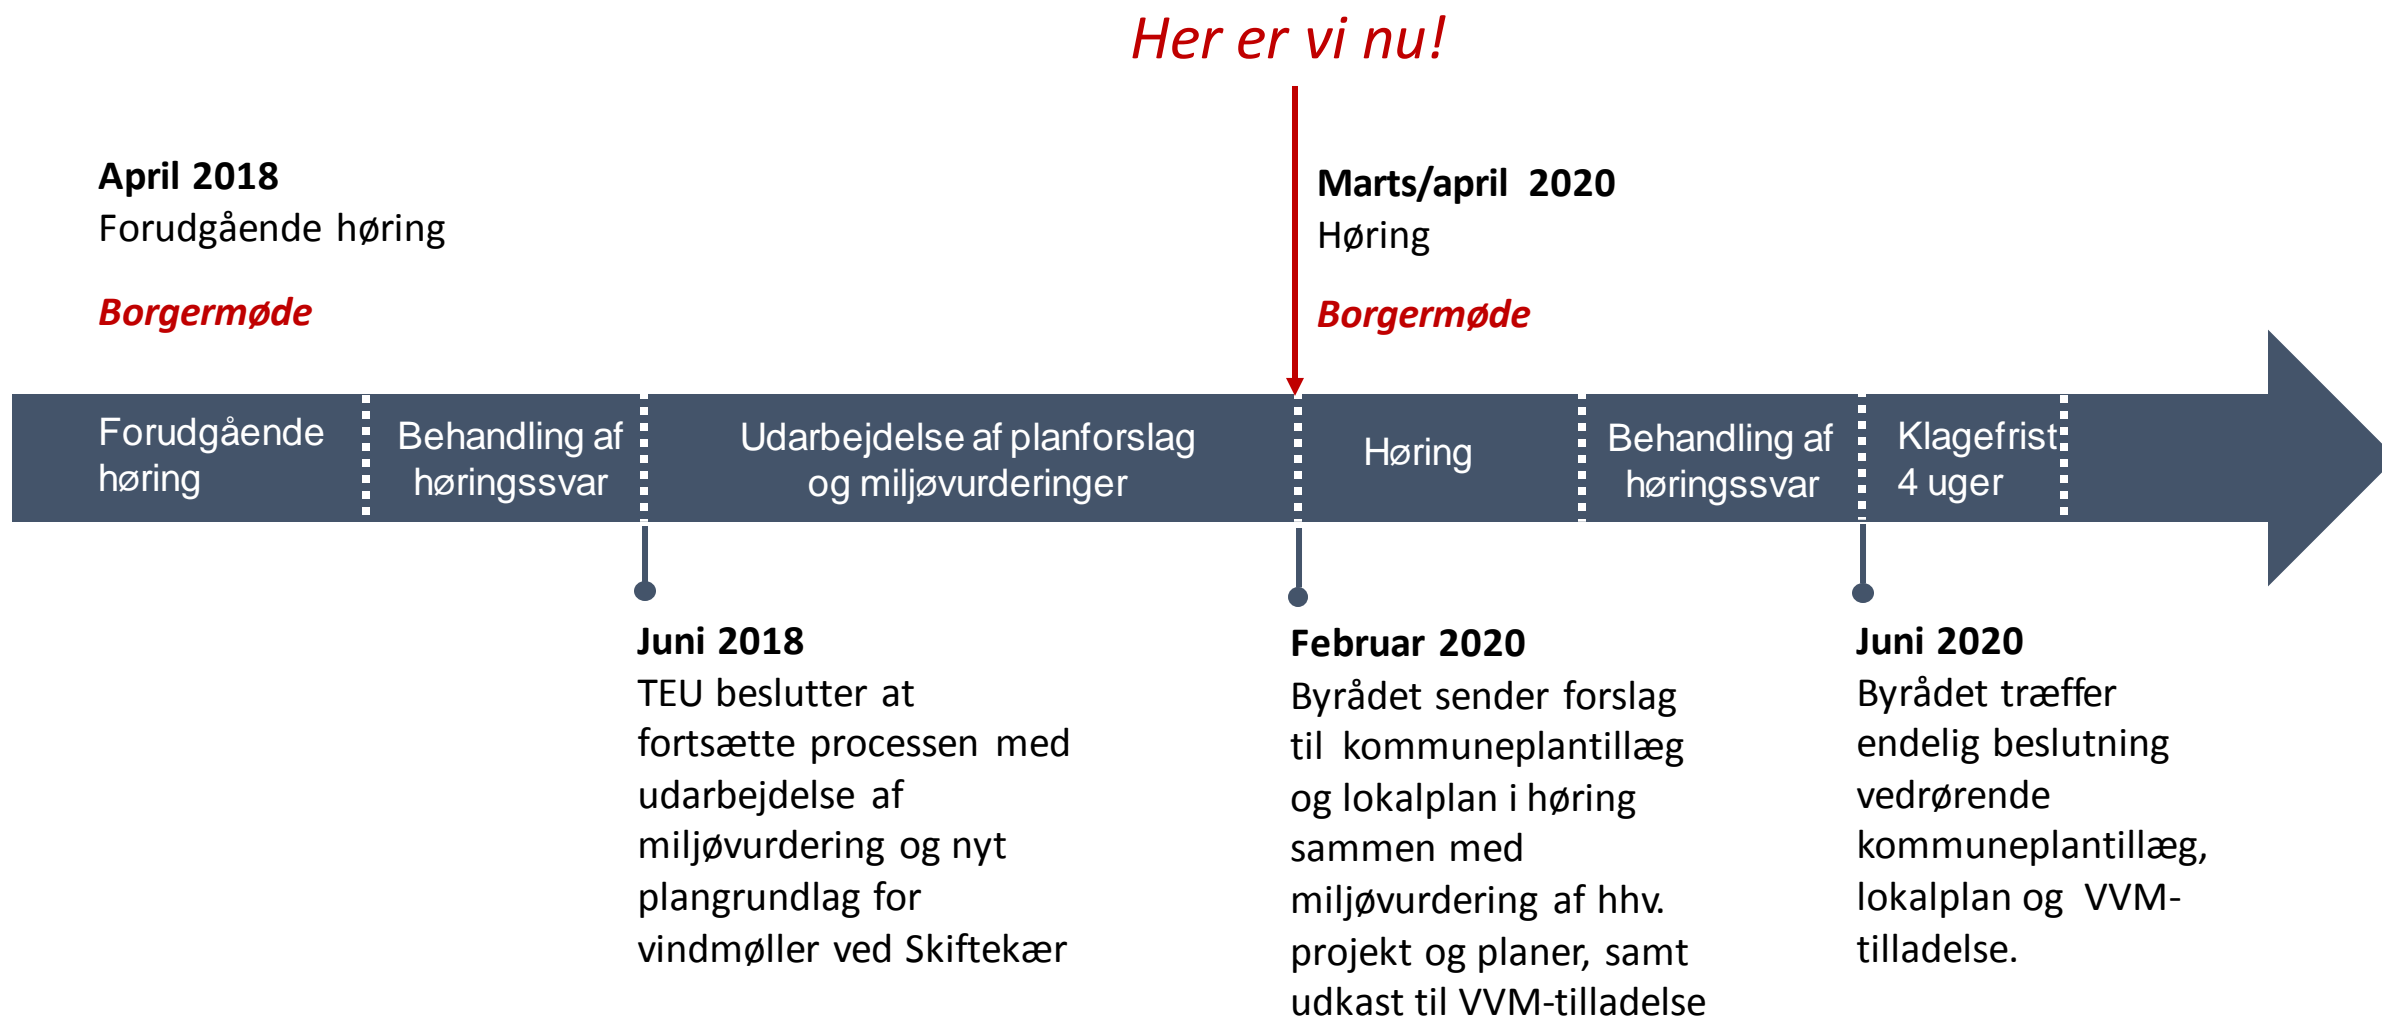 Her er vi nu!
April 2018
Forudgående høring
Borgermøde
Marts/april 2020
Høring
Borgermøde
Forudgående
høring
Behandling af
høringssvar
Udarbejdelse af planforslag
og miljøvurderinger
Høring
Behandling af
høringssvar
Klagefrist
4 uger
Juni 2018
TEU beslutter at
fortsætte processen med
udarbejdelse af
miljøvurdering og nyt
plangrundlag for
vindmøller ved Skiftekær
Februar 2020
Byrådet sender forslag
til kommuneplantillæg
og lokalplan i høring
sammen med
miljøvurdering af hhv.
projekt og planer, samt
udkast til VVM-tilladelse
Juni 2020
Byrådet træffer
endelig beslutning
vedrørende
kommuneplantillæg,
lokalplan og VVM-
tilladelse.